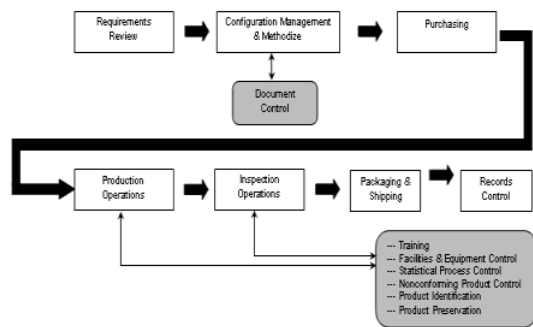 Requirements
Review
Configuration Management
& Methodize
Purchasing
Document
Control
Production
Operations
Inspection
Operations
Packaging &
Shipping
Records
Control
--- Training
--- Facilities & Equipment Control
--- Statistical Process Control
--- Nonconforming Product Control
--- Product Identification
--- Product Preservation